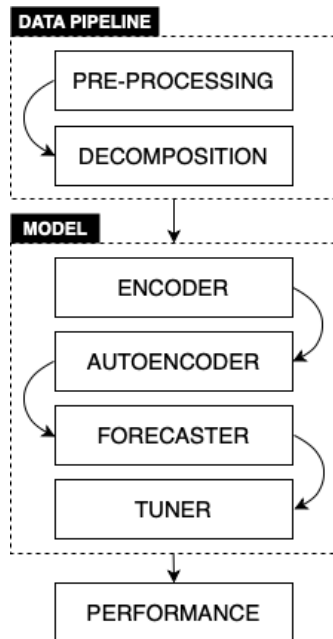 DATA PIPELINE
PRE-PROCESSING
DECOMPOSITION
MODEL
ENCODER
AUTOENCODER
FORECASTER
TUNER
PERFORMANCE